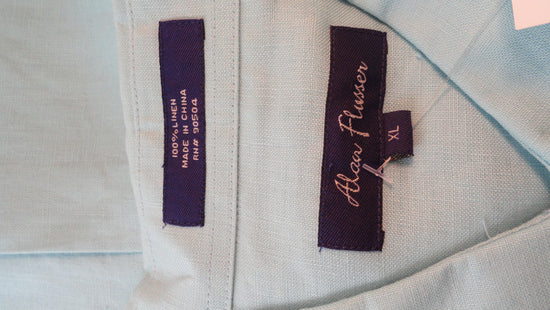 100% LINEN
MADE IN CHINA
RN# 90504
Alan Flusser
XL